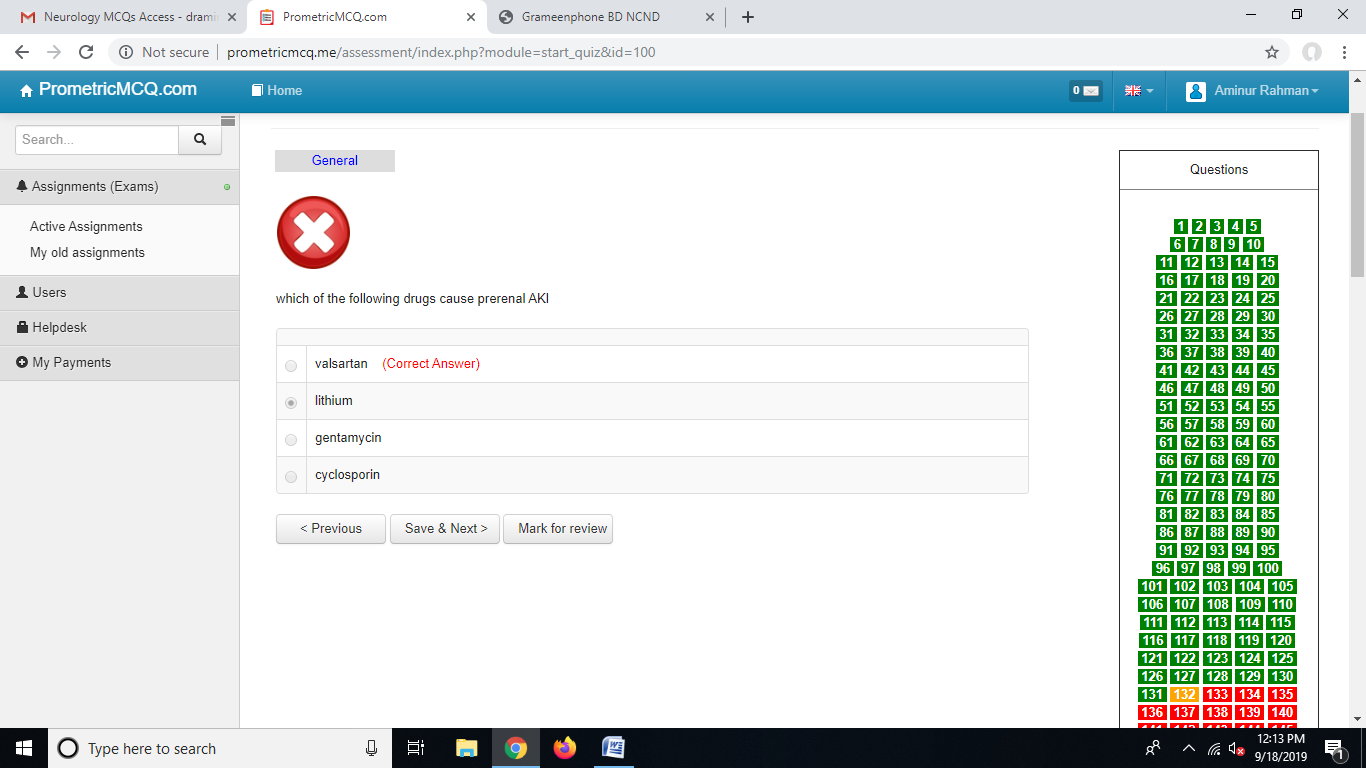 Neurology MCQs Access - drami
PrometricMCQ.com
Grameenphone BD NCND
Not secure prometricmcq.me/assessment/index.php?module=start_quiz&id=100
PrometricMCQ.com
Home
0
Aminur Rahman
Search...
Assignments (Exams)
Active Assignments
My old assignments
Users
Helpdesk
My Payments
General
which of the following drugs cause prerenal AKI
valsartan (Correct Answer)
lithium
gentamycin
cyclosporin
< Previous
Save & Next >
Mark for review
Questions
1 2 3 4 5
6 7 8 9 10
11 12 13 14 15
16 17 18 19 20
21 22 23 24 25
26 27 28 29 30
31 32 33 34 35
36 37 38 39 40
41 42 43 44 45
46 47 48 49 50
51 52 53 54 55
56 57 58 59 60
61 62 63 64 65
66 67 68 69 70
71 72 73 74 75
76 77 78 79 80
81 82 83 84 85
86 87 88 89 90
91 92 93 94 95
96 97 98 99 100
101 102 103 104 105
106 107 108 109 110
111 112 113 114 115
116 117 118 119 120
121 122 123 124 125
126 127 128 129 130
131 132 133 134 135
136 137 138 139 140
Type here to search
12:13 PM
9/18/2019
1